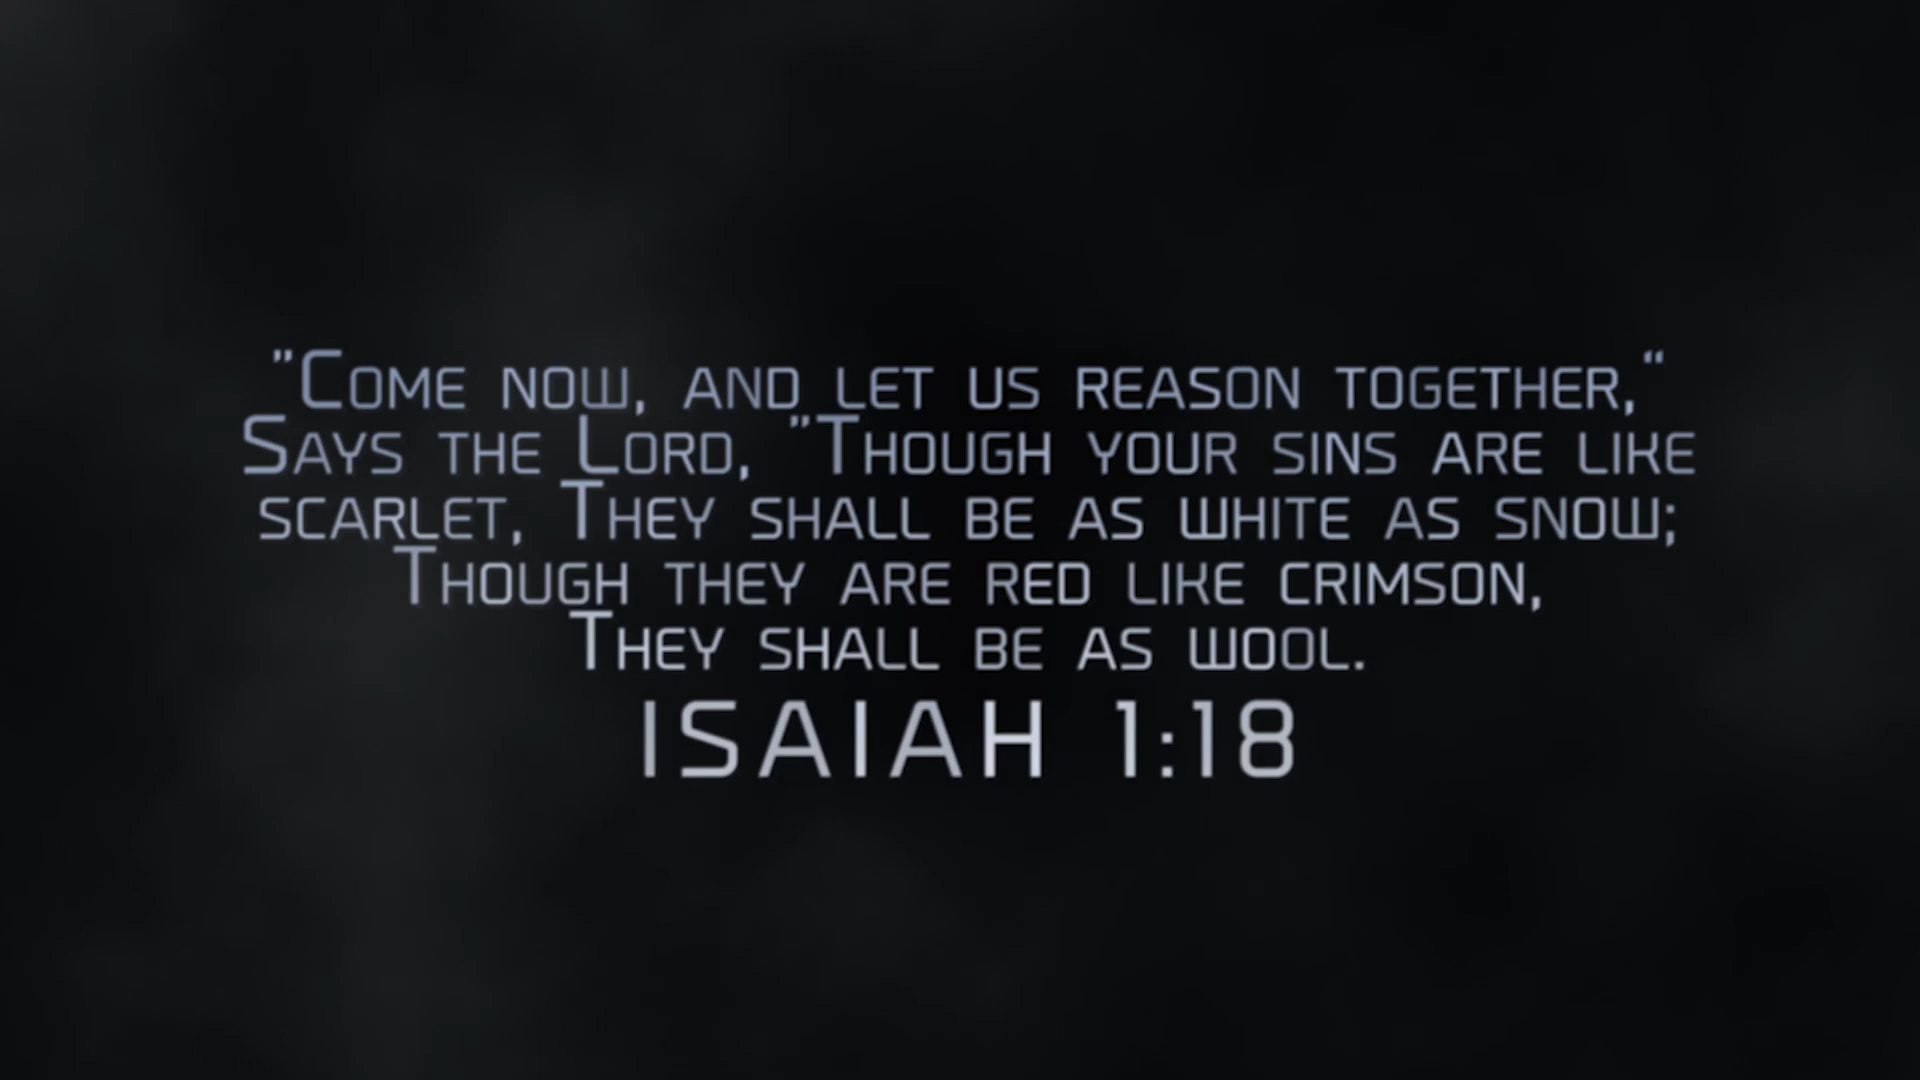 ”Come now, and let us reason together,“
Says the Lord, ”Though your sins are like
scarlet, They shall be as white as snow;
Though they are red like crimson,
They shall be as wool.
ISAIAH 1:18